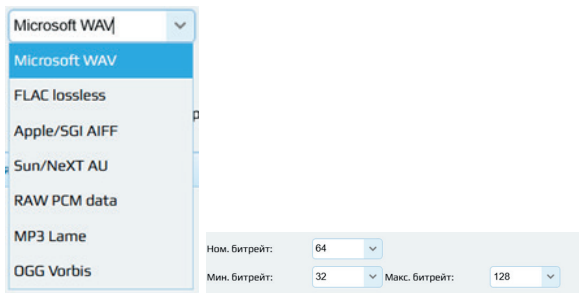 Microsoft WAV
Microsoft WAV
FLAC lossless
Apple/SGI AIFF
Sun/NeXT AU
RAW PCM data
MP3 Lame
OGG Vorbis
Ном. битрейт: 64
Мин. битрейт: 32 Макс. битрейт: 128